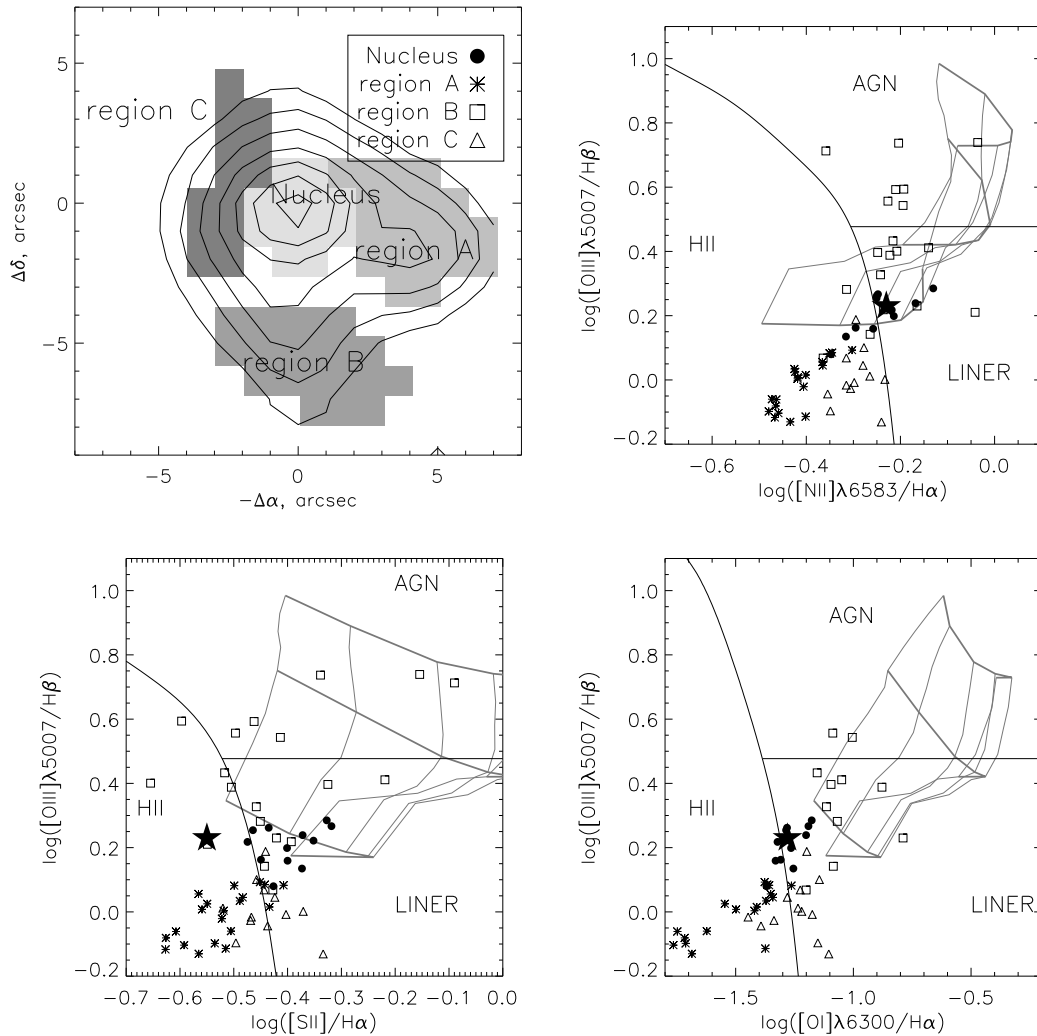 Nucleus
region A
region B
region C
region C
Nucleus
region A
region B
5
0
−5
−5
0
5
Δδ, arcsec
−Δα, arcsec
AGN
HII
LINER
1.0
0.8
0.6
0.4
0.2
0.0
−0.2
−0.6
−0.4
−0.2
0.0
log([OIII]λ5007/Hβ)
log([NII]λ6583/Hα)
AGN
HII
LINER
1.0
0.8
0.6
0.4
0.2
0.0
−0.2
−0.7
−0.6
−0.5
−0.4
−0.3
−0.2
−0.1
0.0
log([OIII]λ5007/Hβ)
log([SII]/Hα)
AGN
HII
LINER
1.0
0.8
0.6
0.4
0.2
0.0
−0.2
−1.5
−1.0
−0.5
log([OIII]λ5007/Hβ)
log([OI]λ6300/Hα)